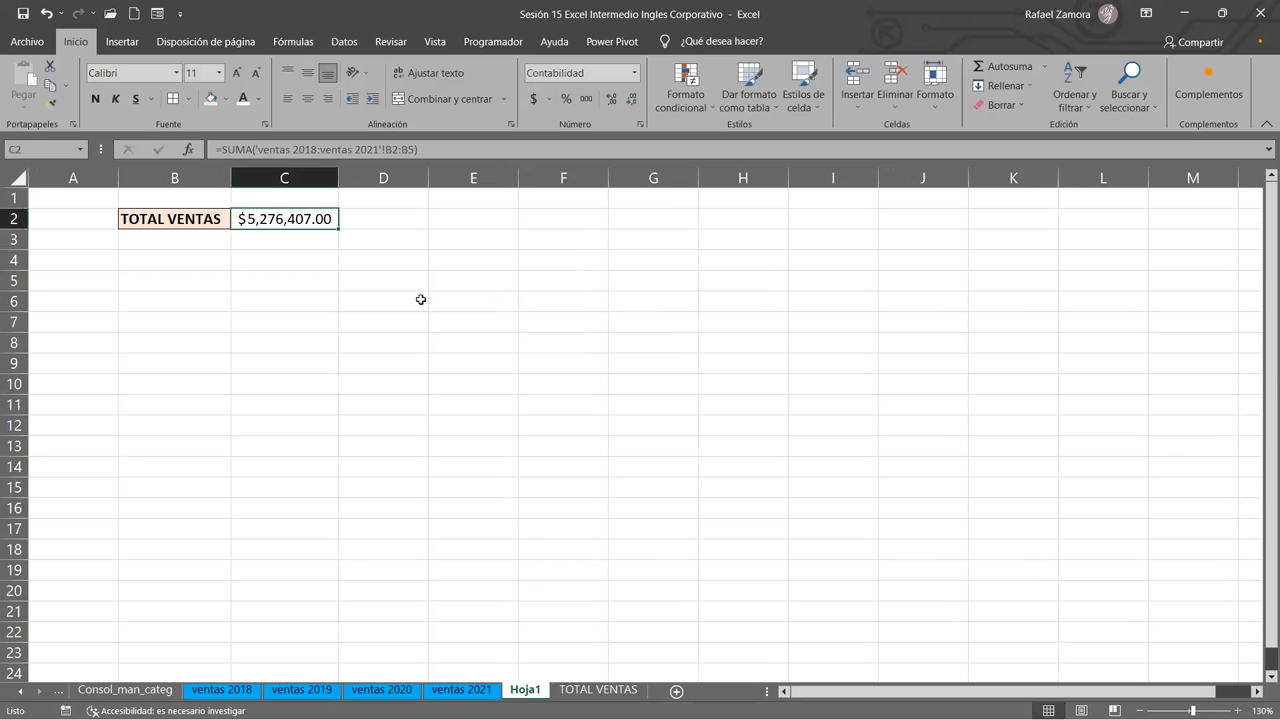 Sesión 15 Excel Intermedio Ingles Corporativo - Excel
Rafael Zamora
Archivo Inicio Insertar Disposición de página Fórmulas Datos Revisar Vista Programador Ayuda Power Pivot ¿Qué desea hacer? Compartir
Pegar
Portapapeles
Calibri 11
N K S
Fuente
Ajustar texto
Combinar y centrar
Alineación
Contabilidad
$ % 000
Número
Formato condicional
Dar formato como tabla
Estilos de celda
Estilos
Insertar Eliminar Formato
Celdas
Autosuma
Rellenar
Borrar
Ordenar y filtrar
Buscar y seleccionar
Edición
Complementos
Complementos
C2 fx =SUMA('ventas 2018:ventas 2021'!B2:B5)
A B C D E F G H I J K L M
1
2 TOTAL VENTAS $5,276,407.00
3
4
5
6
7
8
9
10
11
12
13
14
15
16
17
18
19
20
21
22
23
24
... Consol_man_categ ventas 2018 ventas 2019 ventas 2020 ventas 2021 Hoja1 TOTAL VENTAS
Listo Accesibilidad: es necesario investigar 130%